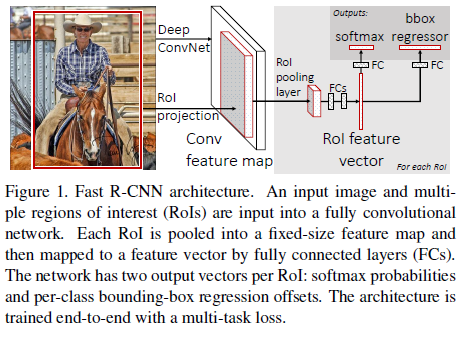 Outputs:
bbox
softmax regressor
Deep
ConvNet
RoI
pooling
layer
FC
FC
FCs
RoI
projection
Conv
feature map
RoI feature
vector
For each RoI
Figure 1. Fast R-CNN architecture. An input image and multi-
ple regions of interest (RoIs) are input into a fully convolutional
network. Each RoI is pooled into a fixed-size feature map and
then mapped to a feature vector by fully connected layers (FCs).
The network has two output vectors per RoI: softmax probabilities
and per-class bounding-box regression offsets. The architecture is
trained end-to-end with a multi-task loss.